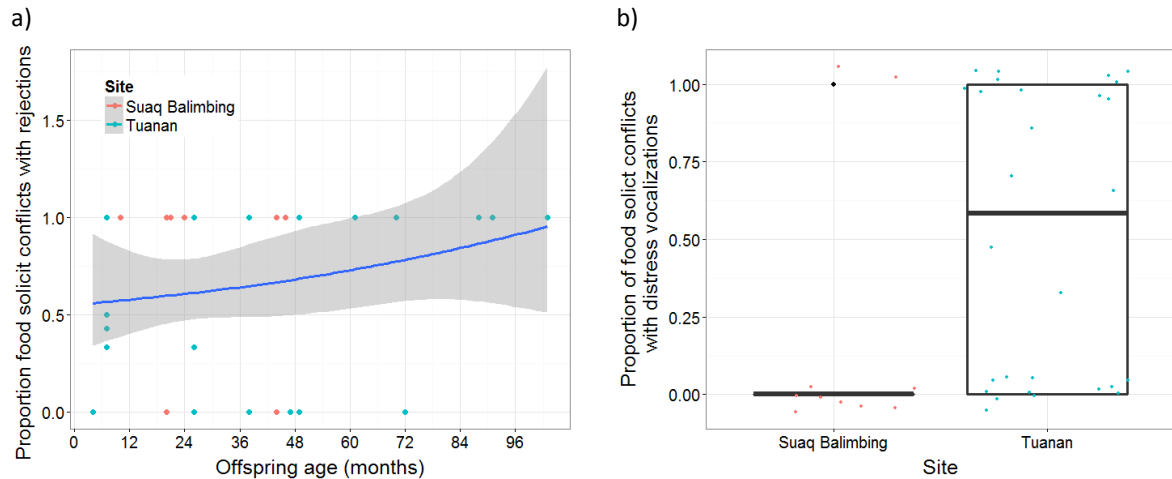 a)
Proportion food solicit conflicts with rejections
1.5
1.0
0.5
0.0
Site
Suaq Balimbing
Tuanan
0 12 24 36 48 60 72 84 96
Offspring age (months)
b)
Proportion of food solict conflicts
with distress vocalizations
1.00
0.75
0.50
0.25
0.00
Suaq Balimbing Tuanan
Site